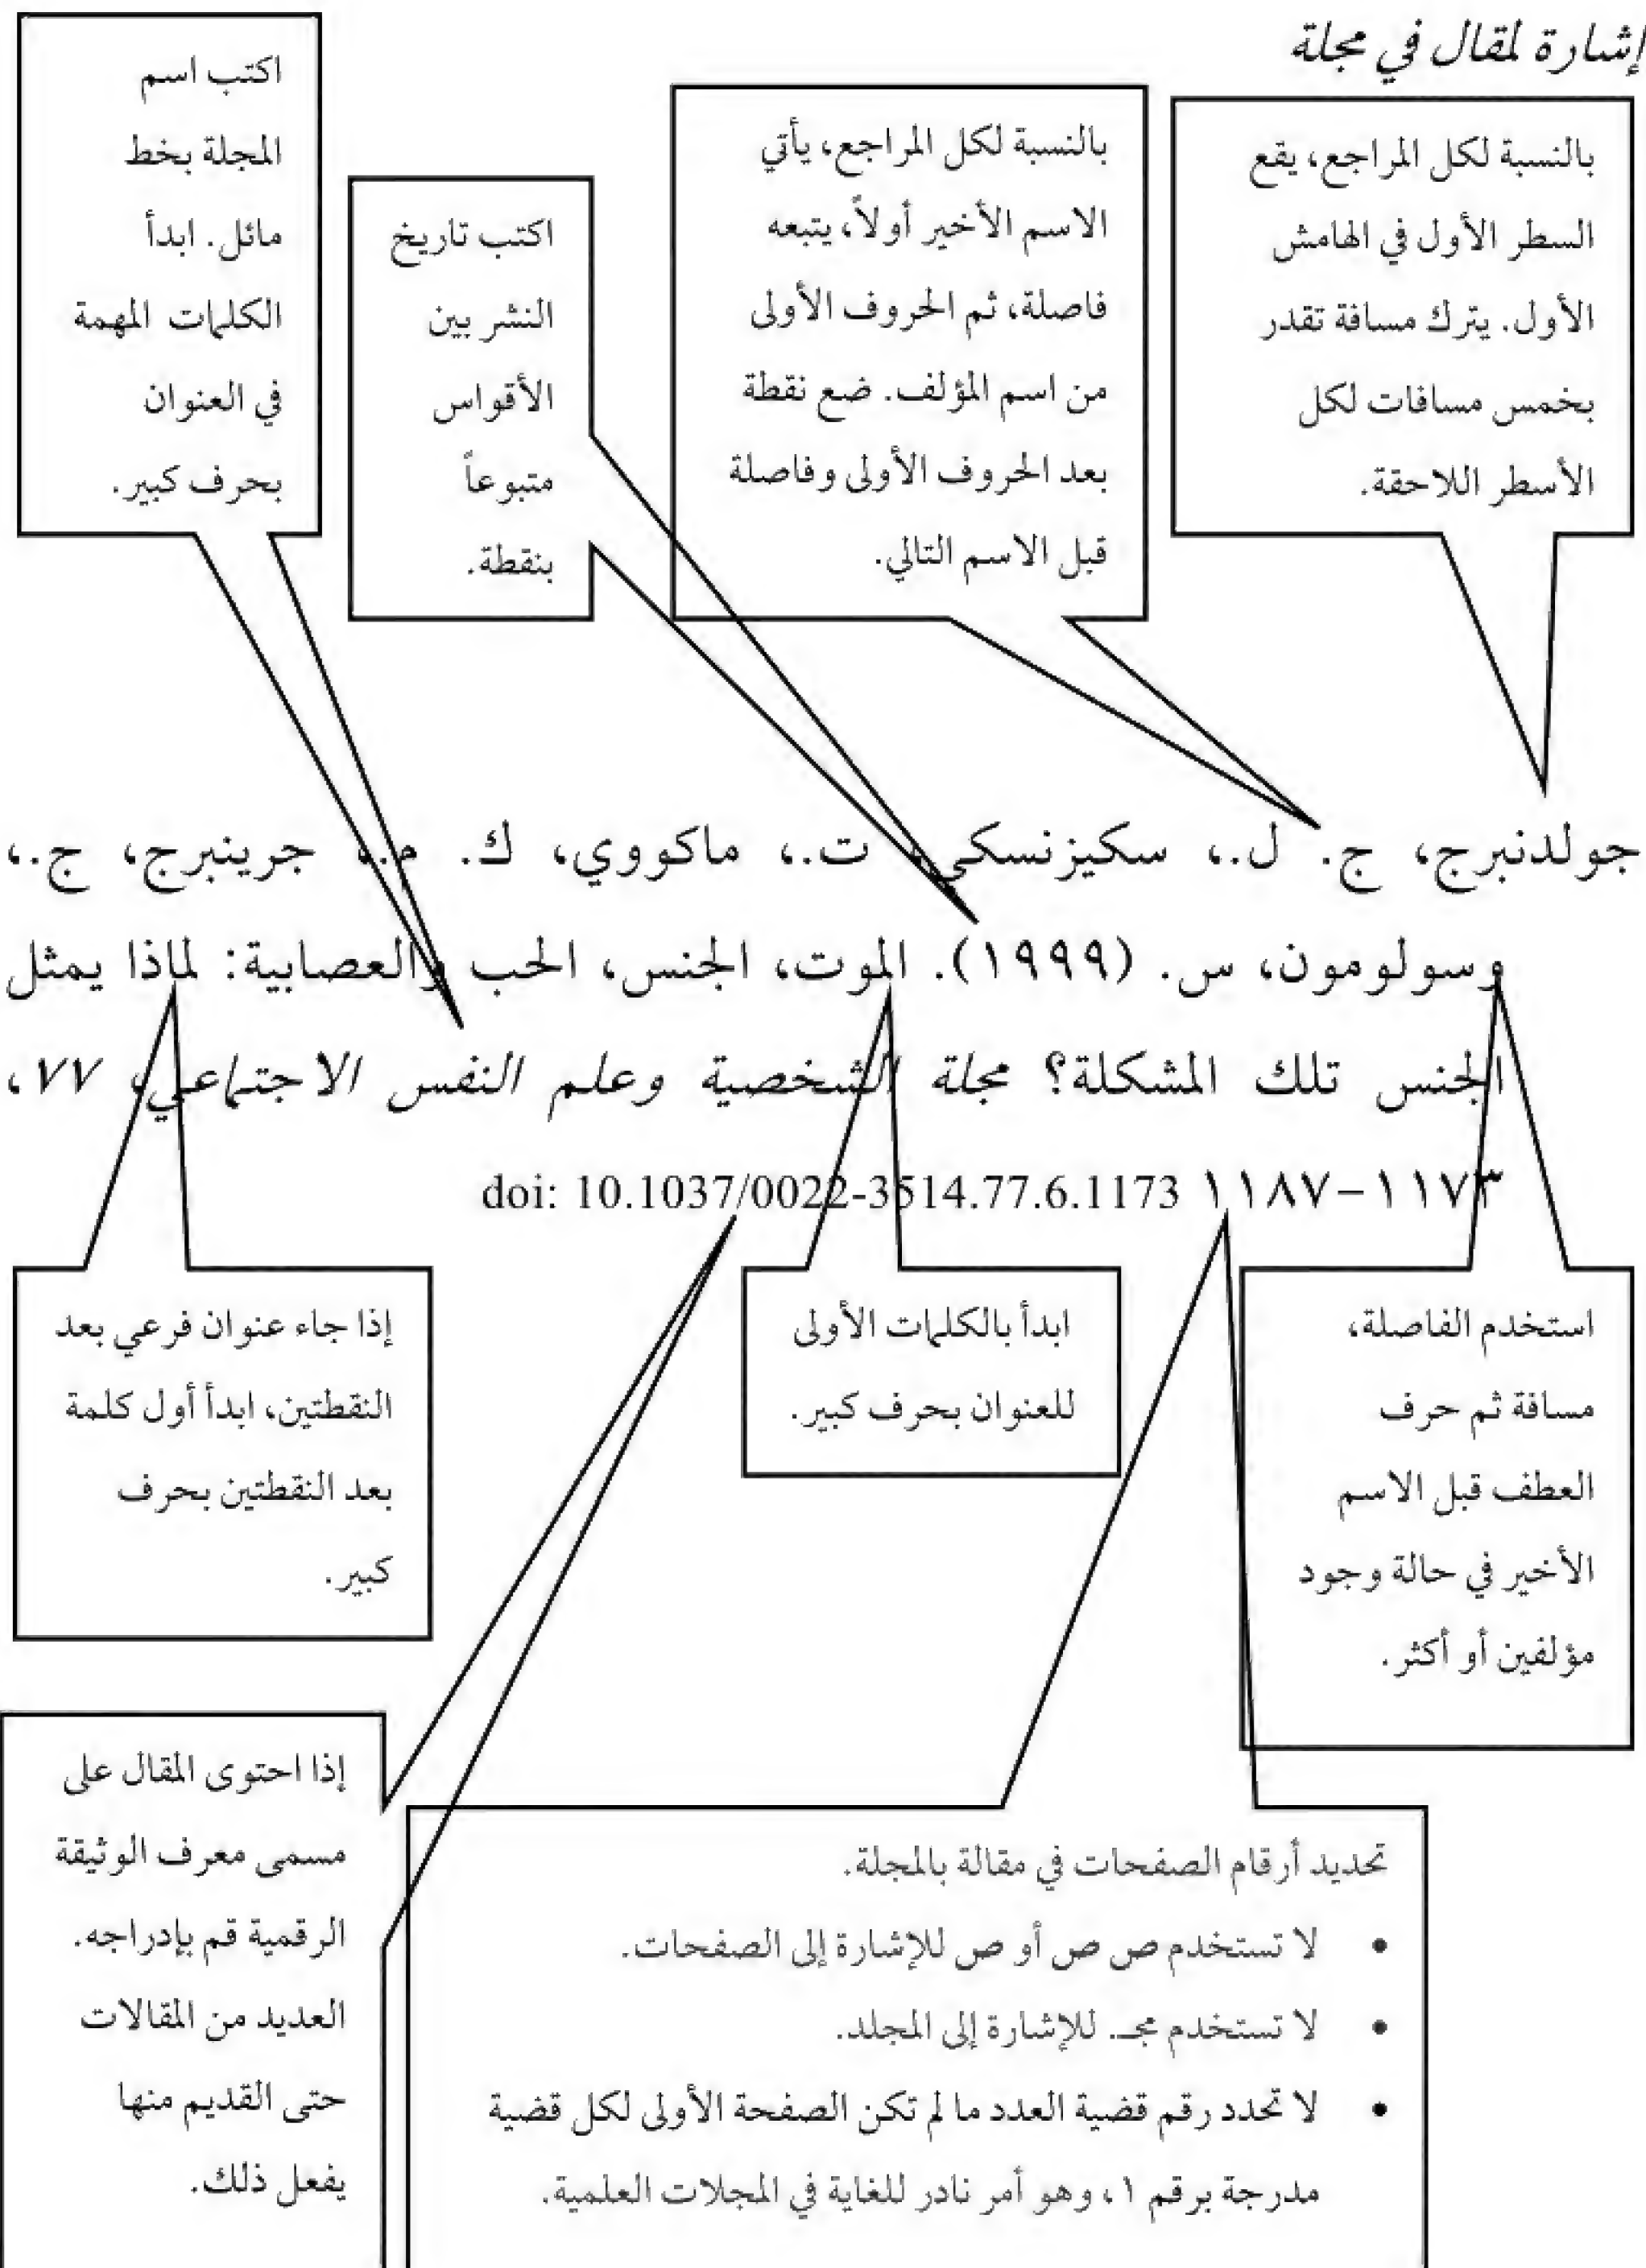 إشارة لمقال في مجلة
بالنسبة لكل المراجع، يقع
السطر الأول في الهامش
الأول. يترك مسافة تقدر
بخمس مسافات لكل
الأسطر اللاحقة.
بالنسبة لكل المراجع، يأتي
الاسم الأخير أولاً، يتبعه
فاصلة، ثم الحروف الأولى
من اسم المؤلف. ضع نقطة
بعد الحروف الأولى وفاصلة
قبل الاسم التالي.
اكتب تاريخ
النشر بين
الأقواس
متبوعاً
بنقطة.
اكتب اسم
المجلة بخط
مائل. ابدأ
الكلمات المهمة
في العنوان
بحرف كبير.
جولدنبرج، ج. ل.، سكيزنسكي، ت.، ماكووي، ك. م.، جرينبرج، ج.،
وسولومون، س. (١٩٩٩). الموت، الجنس، الحب والعصابية: لماذا يمثل
الجنس تلك المشكلة؟ مجلة الشخصية وعلم النفس الاجتماعي، ٧٧،
١١٧٣-١١٨٧ doi: 10.1037/0022-3514.77.6.1173
استخدم الفاصلة،
مسافة ثم حرف
العطف قبل الاسم
الأخير في حالة وجود
مؤلفين أو أكثر.
ابدأ بالكلمات الأولى
للعنوان بحرف كبير.
إذا جاء عنوان فرعي بعد
النقطتين، ابدأ أول كلمة
بعد النقطتين بحرف
كبير.
تحديد أرقام الصفحات في مقالة بالمجلة.
• لا تستخدم ص ص أو ص للإشارة إلى الصفحات.
• لا تستخدم مجـ. للإشارة إلى المجلد.
• لا تحدد رقم قضية العدد ما لم تكن الصفحة الأولى لكل قضية
مدرجة برقم ١، وهو أمر نادر للغاية في المجلات العلمية.
إذا احتوى المقال على
مسمى معرف الوثيقة
الرقمية قم بإدراجه.
العديد من المقالات
حتى القديم منها
يفعل ذلك.